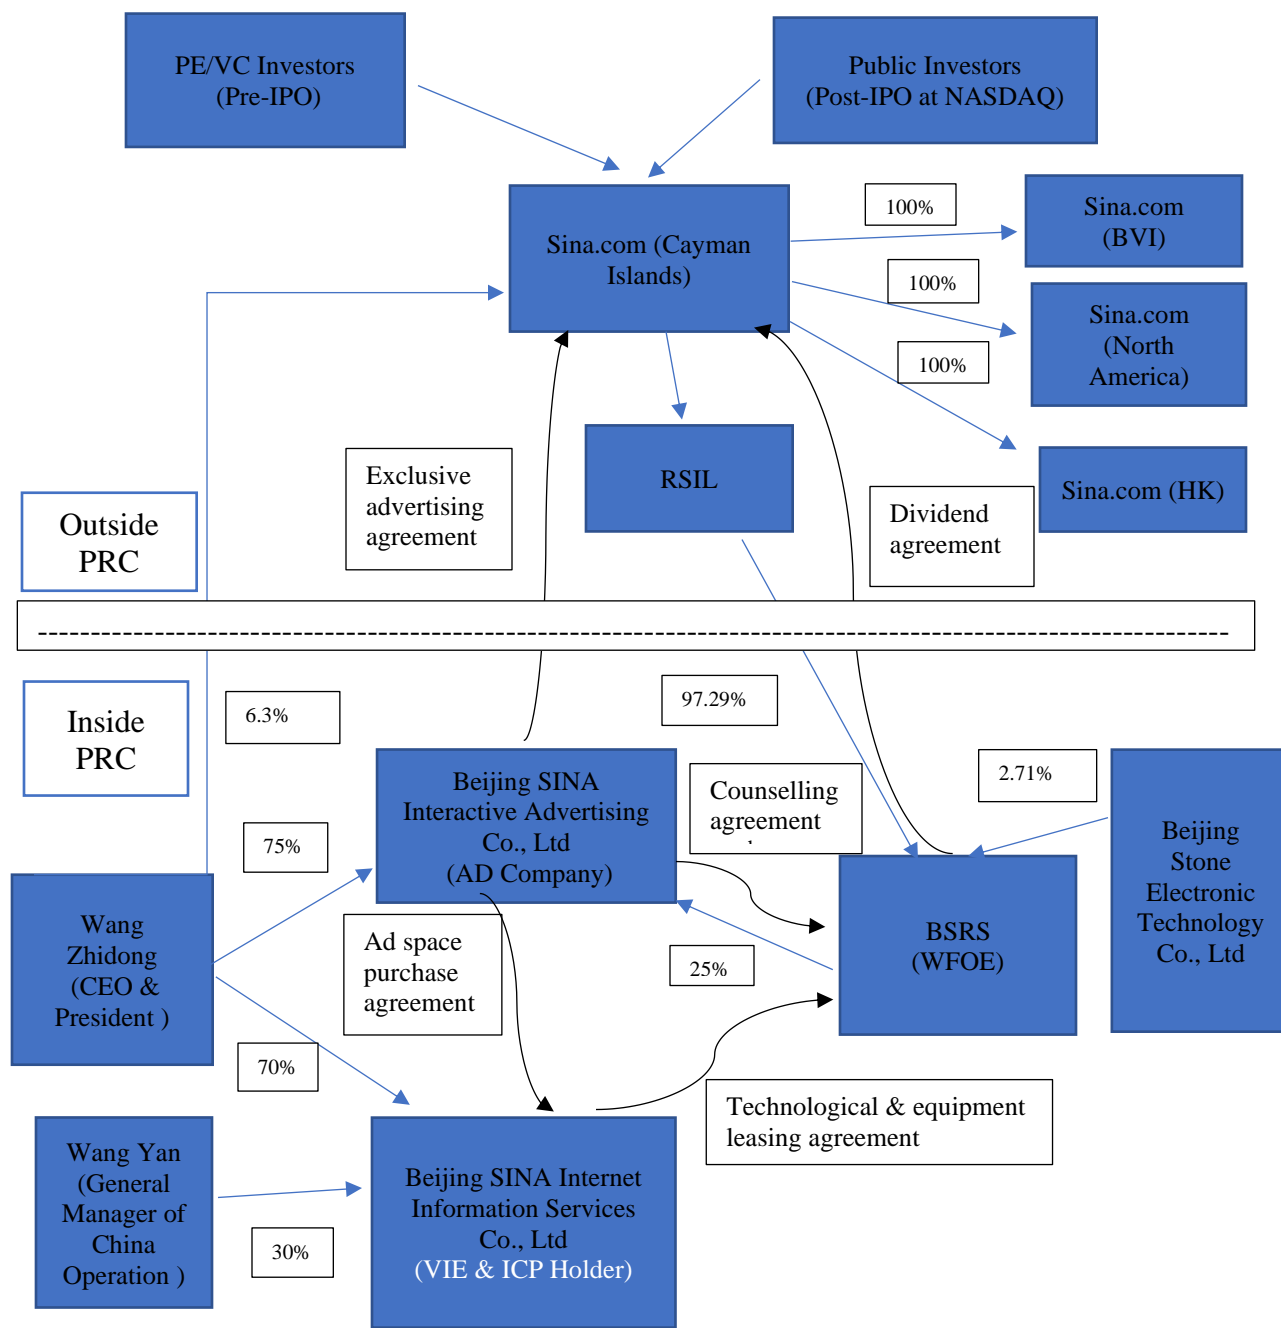 PE/VC Investors
(Pre-IPO)
Public Investors
(Post-IPO at NASDAQ)
Sina.com (Cayman
Islands)
100%
Sina.com
(BVI)
100%
Sina.com
(North
America)
100%
Sina.com (HK)
RSIL
Exclusive
advertising
agreement
Dividend
agreement
Outside
PRC
Inside
PRC
6.3%
97.29%
2.71%
Beijing SINA
Interactive Advertising
Co., Ltd
(AD Company)
Counselling
agreement
75%
Beijing
Stone
Electronic
Technology
Co., Ltd
Wang
Zhidong
(CEO &
President )
Ad space
purchase
agreement
25%
BSRS
(WFOE)
70%
Technological & equipment
leasing agreement
Wang Yan
(General
Manager of
China
Operation )
30%
Beijing SINA Internet
Information Services
Co., Ltd
(VIE & ICP Holder)